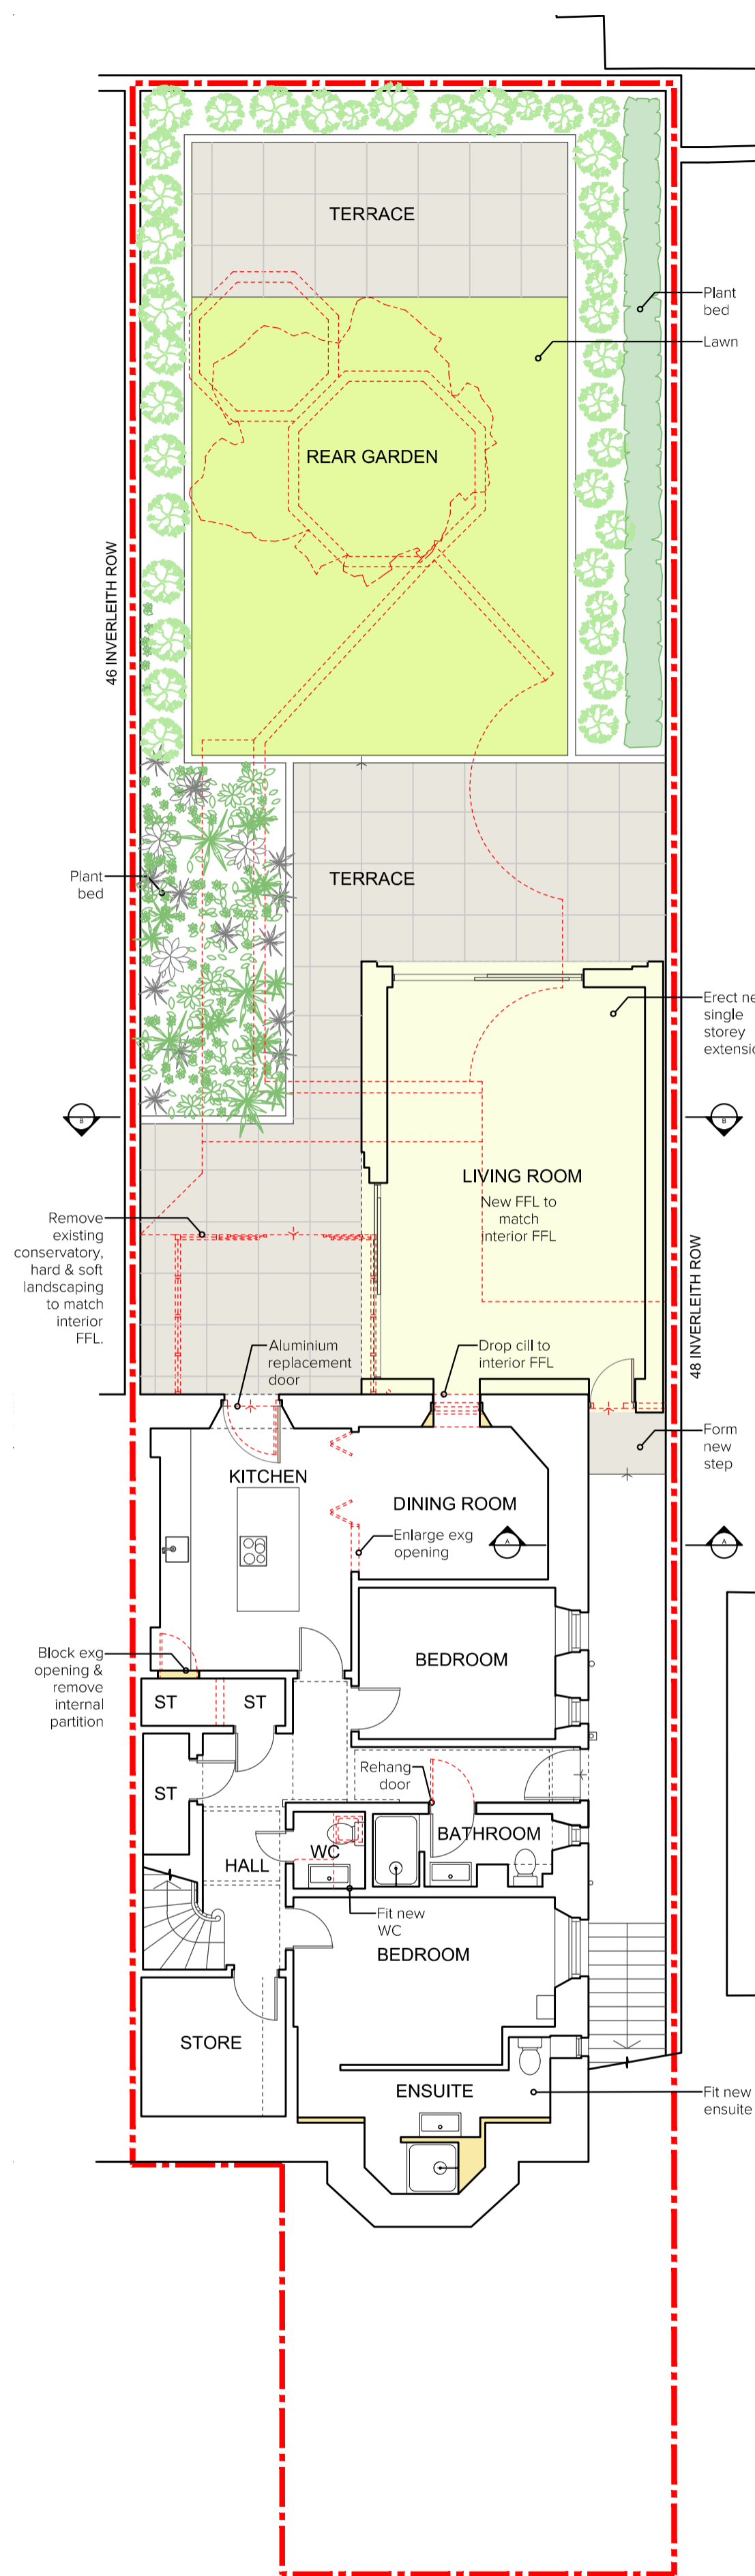 TERRACE
Plant
bed
Lawn
REAR GARDEN
46 INVERLEITH ROW
TERRACE
Plant
bed
Erect ne
single
storey
extensi
B
B
LIVING ROOM
New FFL to
match
interior FFL
Remove
existing
conservatory,
hard & soft
landscaping
to match
interior
FFL.
48 INVERLEITH ROW
Aluminium
replacement
door
Drop cill to
interior FFL
Form
new
step
KITCHEN
DINING ROOM
Enlarge exg
opening
A
A
Block exg
opening &
remove
internal
partition
BEDROOM
ST
ST
Rehang
door
ST
BATHROOM
WC
HALL
Fit new
WC
BEDROOM
STORE
ENSUITE
Fit new
ensuite